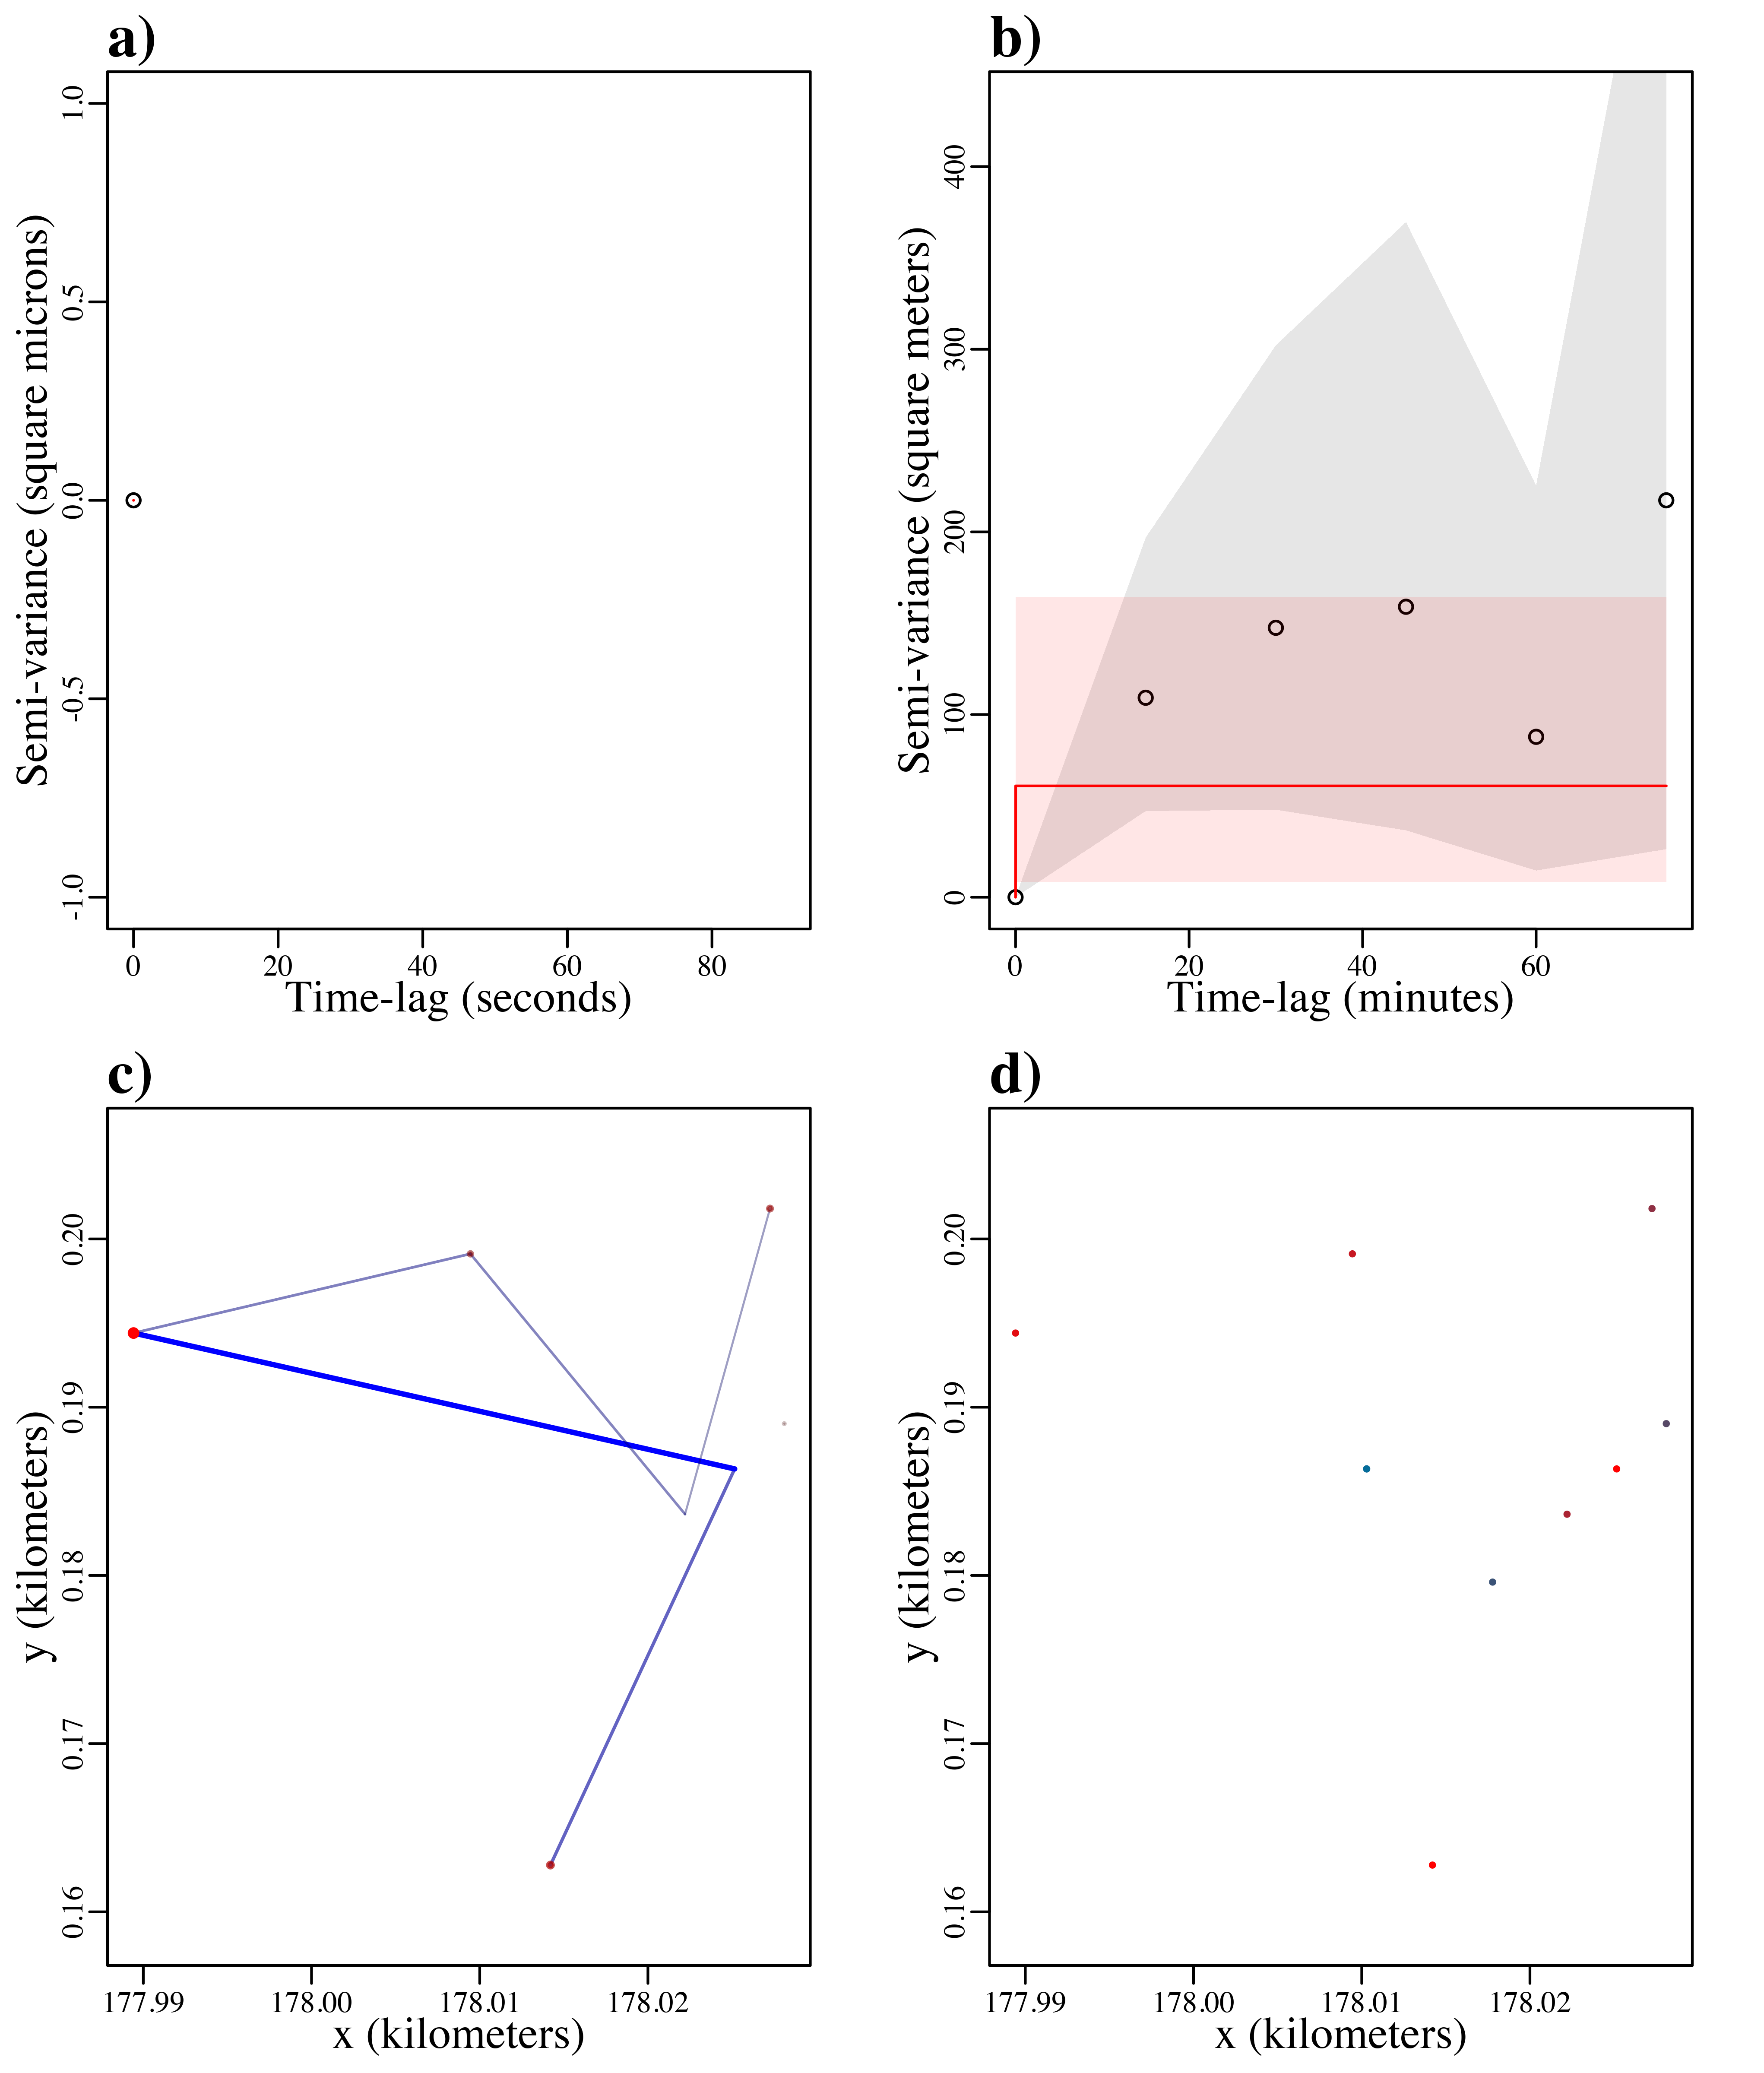 a)
1.0
0.5
0.0
-0.5
-1.0
Semi-variance (square microns)
0 20 40 60 80
Time-lag (seconds)
b)
400
300
200
100
0
Semi-variance (square meters)
0 20 40 60
Time-lag (minutes)
c)
0.20
0.19
0.18
0.17
0.16
y (kilometers)
177.99 178.00 178.01 178.02
x (kilometers)
d)
0.20
0.19
0.18
0.17
0.16
y (kilometers)
177.99 178.00 178.01 178.02
x (kilometers)